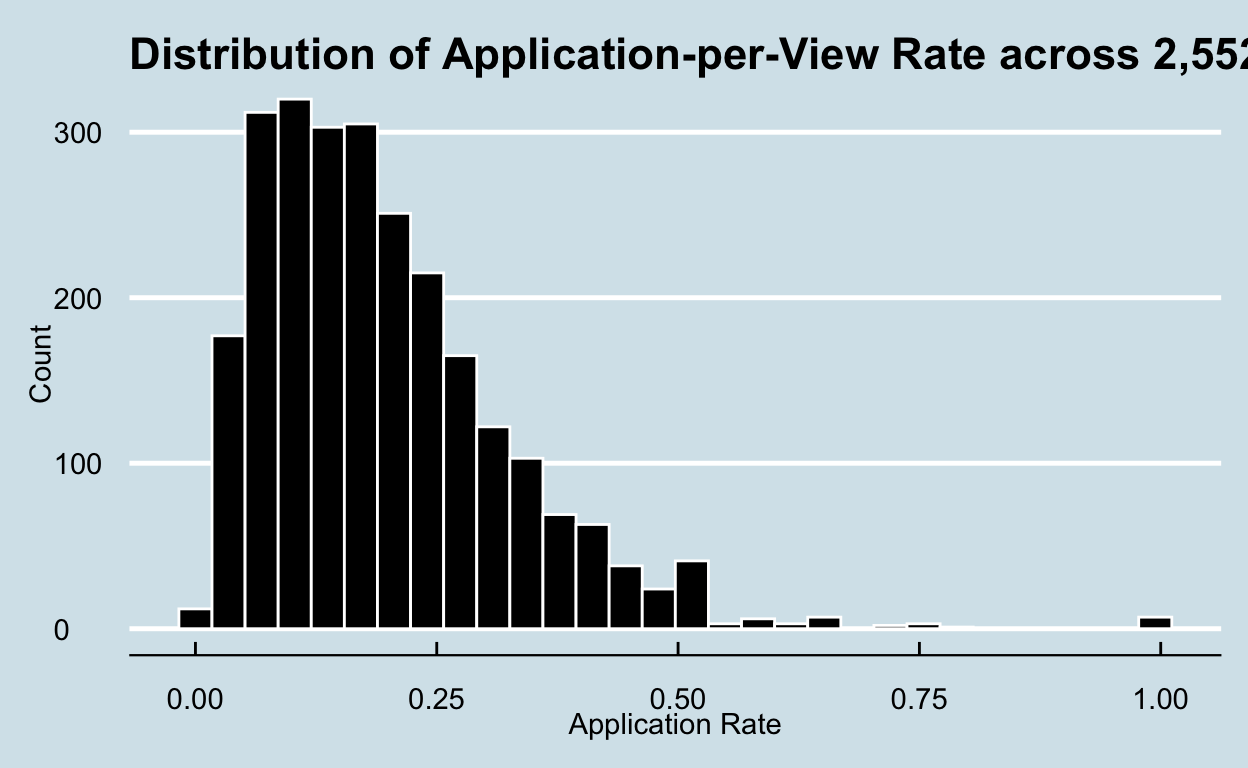 Distribution of Application-per-View Rate across 2,552
300
200
100
0
Count
0.00 0.25 0.50 0.75 1.00
Application Rate